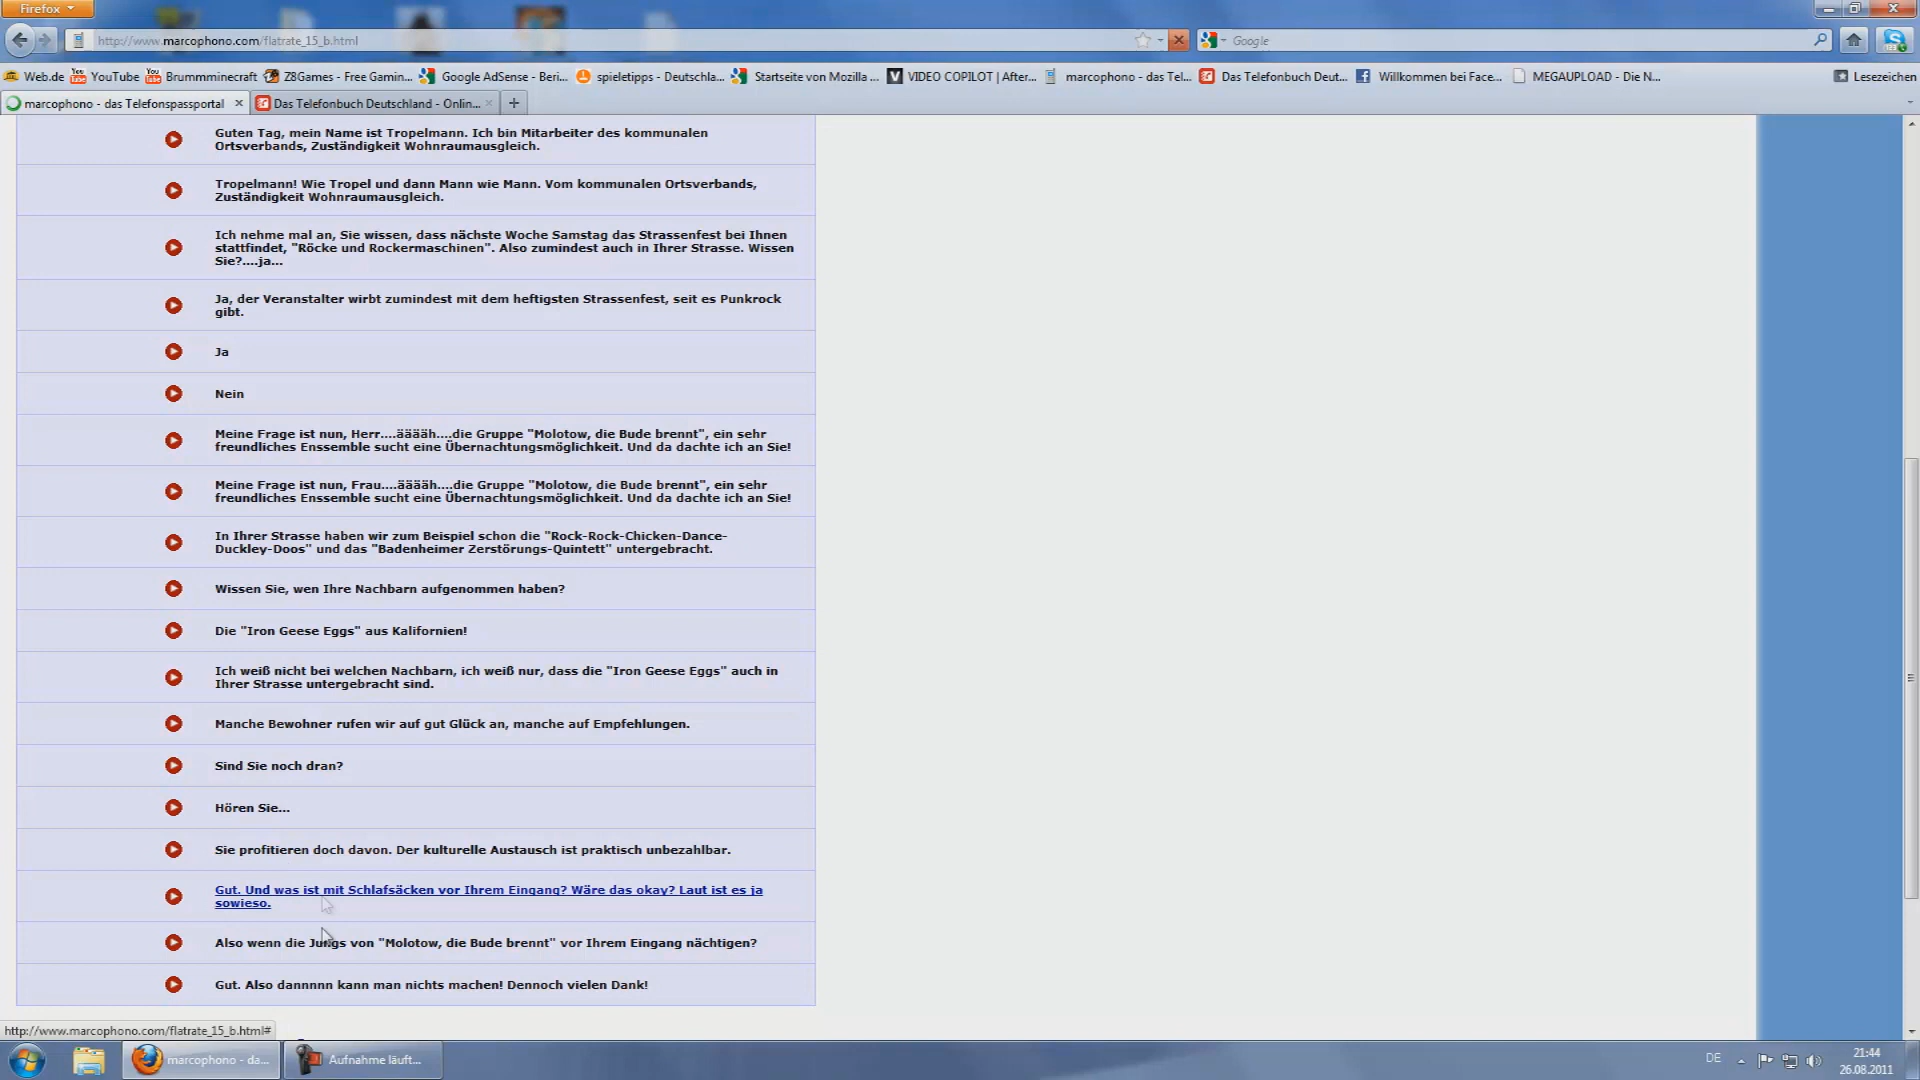 Firefox
http://www.marcophono.com/flatrate_15_b.html
Google
Web.de
YouTube
Brummminecraft
Z8Games - Free Gamin...
Google AdSense - Beri...
spieletipps - Deutschla...
Startseite von Mozilla ...
VIDEO COPILOT | After...
marcophono - das Tel...
Das Telefonbuch Deut...
Willkommen bei Face...
MEGAUPLOAD - Die N...
Lesezeichen
marcophono - das Telefonspassportal
Das Telefonbuch Deutschland - Onlin...
Guten Tag, mein Name ist Tropelmann. Ich bin Mitarbeiter des kommunalen
Ortsverbands, Zuständigkeit Wohnraumausgleich.
Tropelmann! Wie Tropel und dann Mann wie Mann. Vom kommunalen Ortsverbands,
Zuständigkeit Wohnraumausgleich.
Ich nehme mal an, Sie wissen, dass nächste Woche Samstag das Strassenfest bei Ihnen
stattfindet, "Röcke und Rockermaschinen". Also zumindest auch in Ihrer Strasse. Wissen
Sie?....ja...
Ja, der Veranstalter wirbt zumindest mit dem heftigsten Strassenfest, seit es Punkrock
gibt.
Ja
Nein
Meine Frage ist nun, Herr....ääääh....die Gruppe "Molotow, die Bude brennt", ein sehr
freundliches Enssemble sucht eine Übernachtungsmöglichkeit. Und da dachte ich an Sie!
Meine Frage ist nun, Frau....ääääh....die Gruppe "Molotow, die Bude brennt", ein sehr
freundliches Enssemble sucht eine Übernachtungsmöglichkeit. Und da dachte ich an Sie!
In Ihrer Strasse haben wir zum Beispiel schon die "Rock-Rock-Chicken-Dance-
Duckley-Doos" und das "Badenheimer Zerstörungs-Quintett" untergebracht.
Wissen Sie, wen Ihre Nachbarn aufgenommen haben?
Die "Iron Geese Eggs" aus Kalifornien!
Ich weiß nicht bei welchen Nachbarn, ich weiß nur, dass die "Iron Geese Eggs" auch in
Ihrer Strasse untergebracht sind.
Manche Bewohner rufen wir auf gut Glück an, manche auf Empfehlungen.
Sind Sie noch dran?
Hören Sie...
Sie profitieren doch davon. Der kulturelle Austausch ist praktisch unbezahlbar.
Gut. Und was ist mit Schlafsäcken vor Ihrem Eingang? Wäre das okay? Laut ist es ja
sowieso.
Also wenn die Jungs von "Molotow, die Bude brennt" vor Ihrem Eingang nächtigen?
Gut. Also dannnnn kann man nichts machen! Dennoch vielen Dank!
http://www.marcophono.com/flatrate_15_b.html#
marcophono - da...
Aufnahme läuft...
DE
21:44
26.08.2011